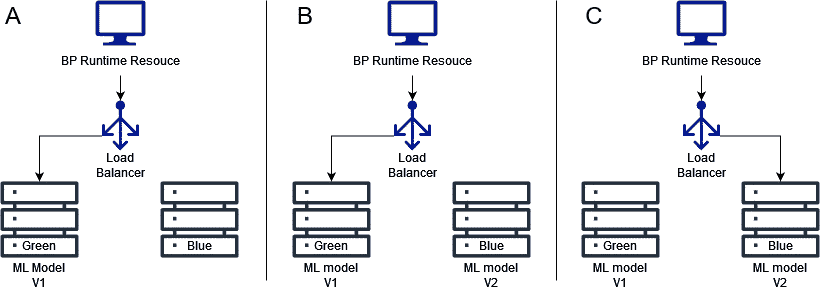 A
BP Runtime Resouce
Load
Balancer
Green
Blue
ML Model
V1
B
BP Runtime Resouce
Load
Balancer
Green
Blue
ML model
V1
ML model
V2
C
BP Runtime Resouce
Load
Balancer
Green
Blue
ML model
V1
ML model
V2